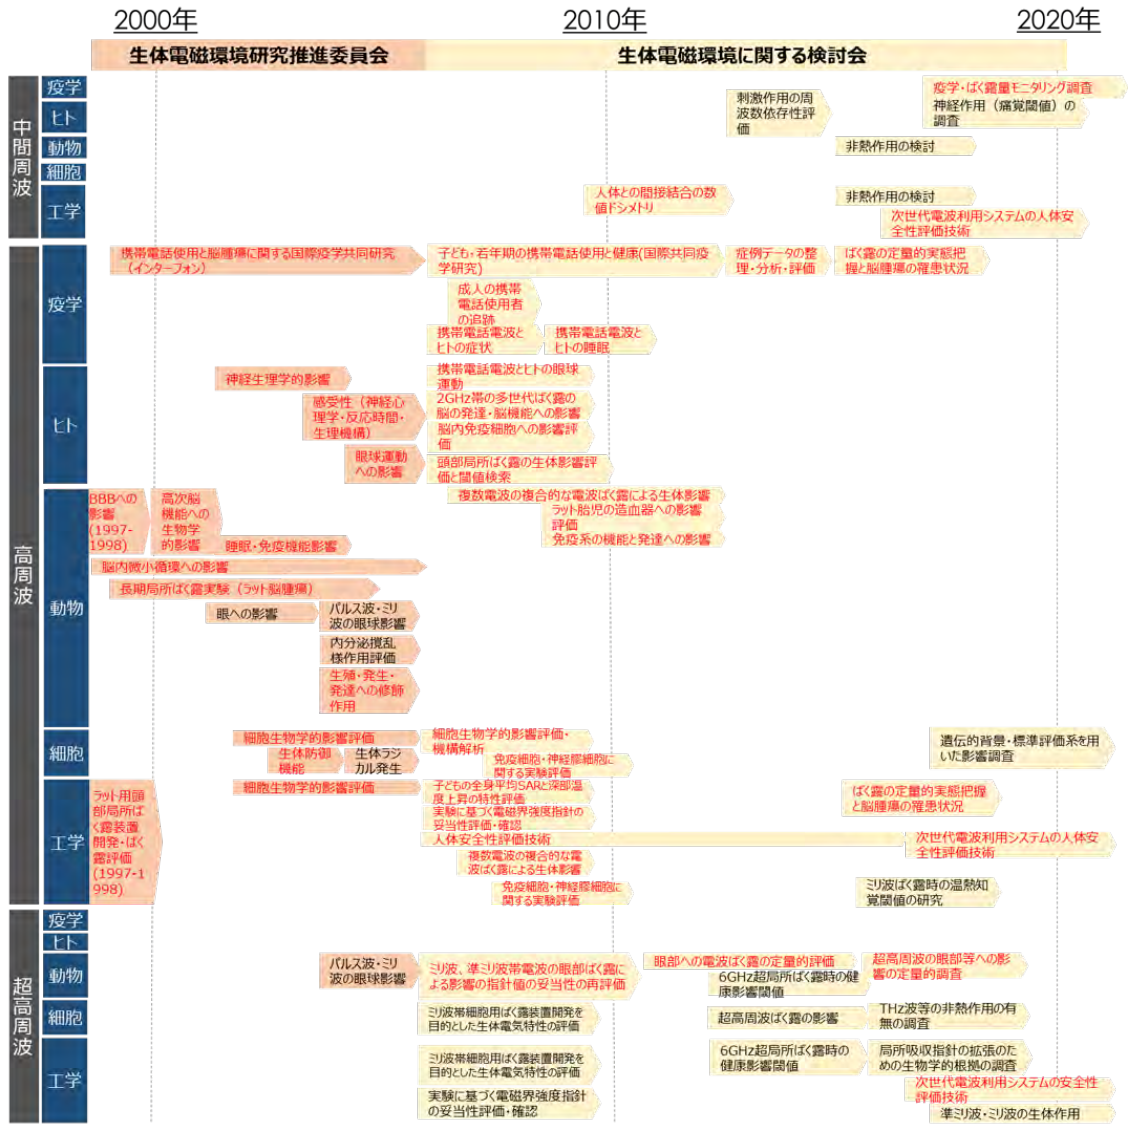 2000年
2010年
2020年
生体電磁環境研究推進委員会
生体電磁環境に関する検討会
中間周波
疫学
疫学・ばく露量モニタリング調査
ヒト
刺激作用の周
波数依存性評
価
神経作用（痛覚閾値）の
調査
動物
非熱作用の検討
細胞
工学
人体との間接結合の数
値ドシメトリ
非熱作用の検討
次世代電波利用システムの人体安
全性評価技術
高周波
疫学
携帯電話使用と脳腫瘍に関する国際疫学共同研究
（インターフォン）
子ども・若年期の携帯電話使用と健康(国際共同疫
学研究)
症例データの整
理・分析・評価
ばく露の定量的実態把
握と脳腫瘍の罹患状況
成人の携帯
電話使用者
の追跡
携帯電話電波と
ヒトの症状
携帯電話電波と
ヒトの睡眠
ヒト
神経生理学的影響
携帯電話電波とヒトの眼球
運動
感受性（神経心
理学・反応時間・
生理機構）
2GHz帯の多世代ばく露の
脳の発達・脳機能への影響
脳内免疫細胞への影響評
価
眼球運動
への影響
頭部局所ばく露の生体影響評
価と閾値検索
動物
BBBへの
影響
(1997-
1998)
高次脳
機能への
生物学
的影響
睡眠・免疫機能影響
複数電波の複合的な電波ばく露による生体影響
ラット胎児の造血器への影響
評価
免疫系の機能と発達への影響
脳内微小循環への影響
長期局所ばく露実験（ラット脳腫瘍）
眼への影響
パルス波・ミリ
波の眼球影響
内分泌撹乱
様作用評価
生殖・発生・
発達への修飾
作用
細胞
細胞生物学的影響評価
細胞生物学的影響評価・
機構解析
生体防御
機能
生体ラジ
カル発生
免疫細胞・神経膠細胞に
関する実験評価
遺伝的背景・標準評価系を用
いた影響調査
工学
ラット用頭
部局所ば
く露装置
開発・ばく
露評価
(1997-1
998)
細胞生物学的影響評価
子どもの全身平均SARと深部温
度上昇の特性評価
実験に基づく電磁界強度指針の
妥当性評価・確認
ばく露の定量的実態把握
と脳腫瘍の罹患状況
人体安全性評価技術
次世代電波利用システムの人体安
全性評価技術
複数電波の複合的な電
波ばく露による生体影響
免疫細胞・神経膠細胞に
関する実験評価
ミリ波ばく露時の温熱知
覚閾値の研究
超高周波
疫学
ヒト
動物
パルス波・ミリ
波の眼球影響
ミリ波、準ミリ波帯電波の眼部ばく露に
よる影響の指針値の妥当性の再評価
眼部への電波ばく露の定量的評価
6GHz超局所ばく露時の健
康影響閾値
超高周波の眼部等への影
響の定量的調査
細胞
ミリ波帯細胞用ばく露装置開発を
目的とした生体電気特性の評価
超高周波ばく露の影響
THz波等の非熱作用の有
無の調査
工学
ミリ波帯細胞用ばく露装置開発を
目的とした生体電気特性の評価
6GHz超局所ばく露時の
健康影響閾値
局所吸収指針の拡張のた
めの生物学的根拠の調査
次世代電波利用システムの安全性
評価技術
実験に基づく電磁界強度指針
の妥当性評価・確認
準ミリ波・ミリ波の生体作用